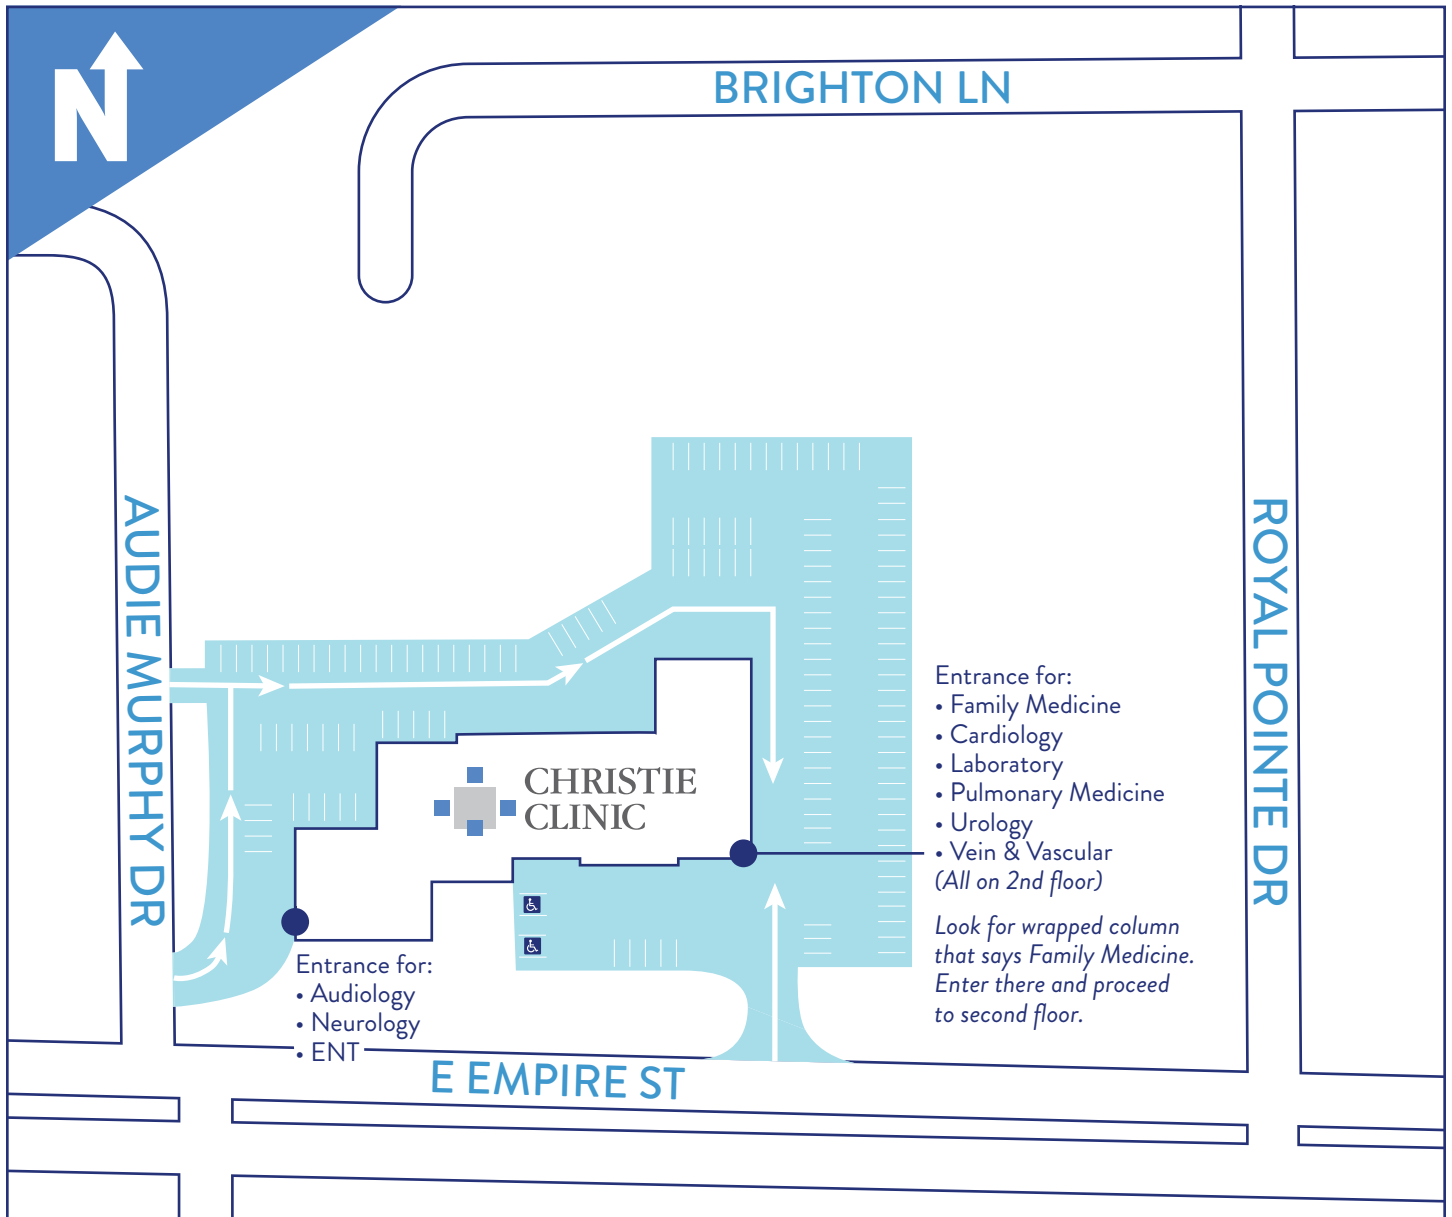 N
BRIGHTON LN
AUDIE MURPHY DR
ROYAL POINTE DR
CHRISTIE
CLINIC
Entrance for:
• Family Medicine
• Cardiology
• Laboratory
• Pulmonary Medicine
• Urology
• Vein & Vascular
(All on 2nd floor)
Look for wrapped column
that says Family Medicine.
Enter there and proceed
to second floor.
Entrance for:
• Audiology
• Neurology
• ENT
E EMPIRE ST